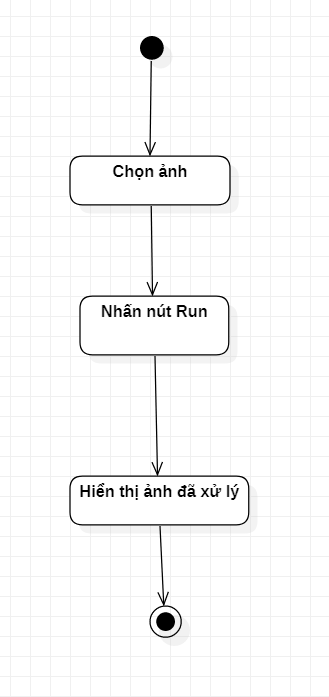 Chọn ảnh
Nhấn nút Run
Hiển thị ảnh đã xử lý